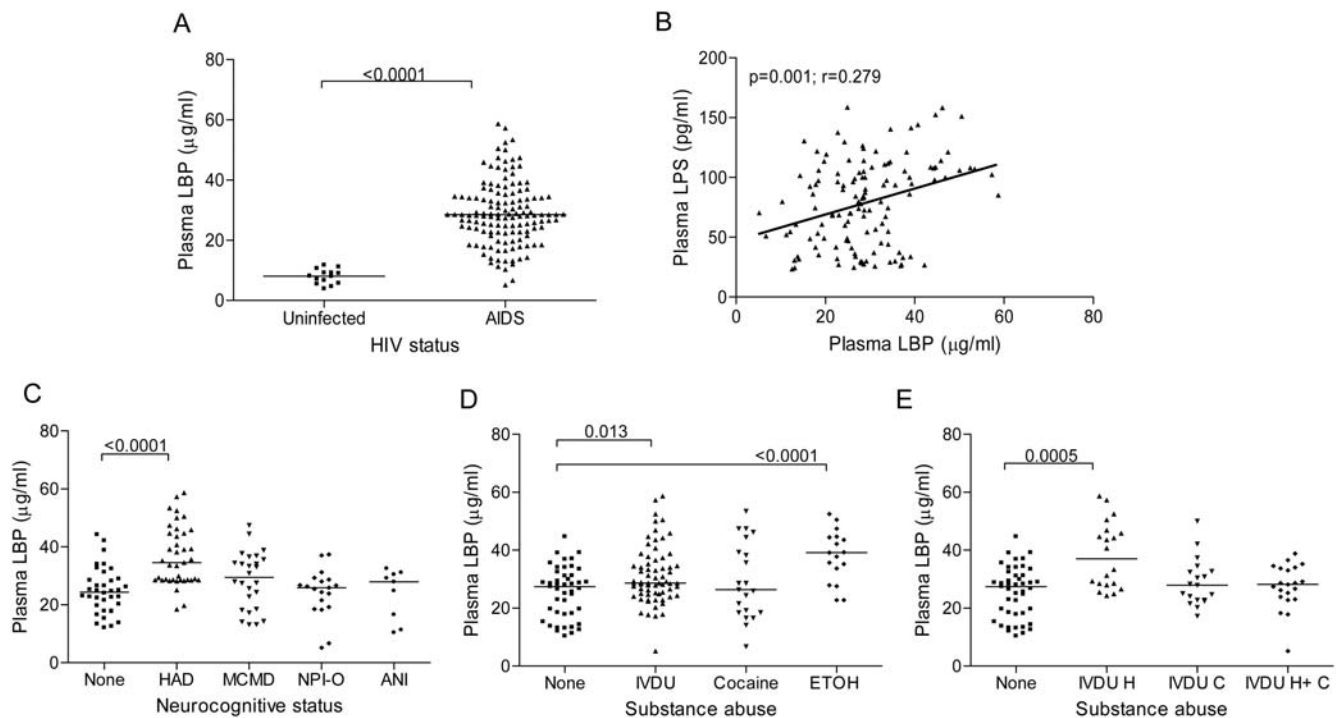 A
80
60
40
20
0
Plasma LBP (μg/ml)
<0.0001
Uninfected AIDS
HIV status
B
200
150
100
50
0
Plasma LPS (pg/ml)
p=0.001; r=0.279
0 20 40 60 80
Plasma LBP (μg/ml)
C
80
60
40
20
0
Plasma LBP (μg/ml)
<0.0001
None HAD MCMD NPI-O ANI
Neurocognitive status
D
80
60
40
20
0
Plasma LBP (μg/ml)
0.013
<0.0001
None IVDU Cocaine ETOH
Substance abuse
E
80
60
40
20
0
Plasma LBP (μg/ml)
0.0005
None IVDU H IVDU C IVDU H+ C
Substance abuse